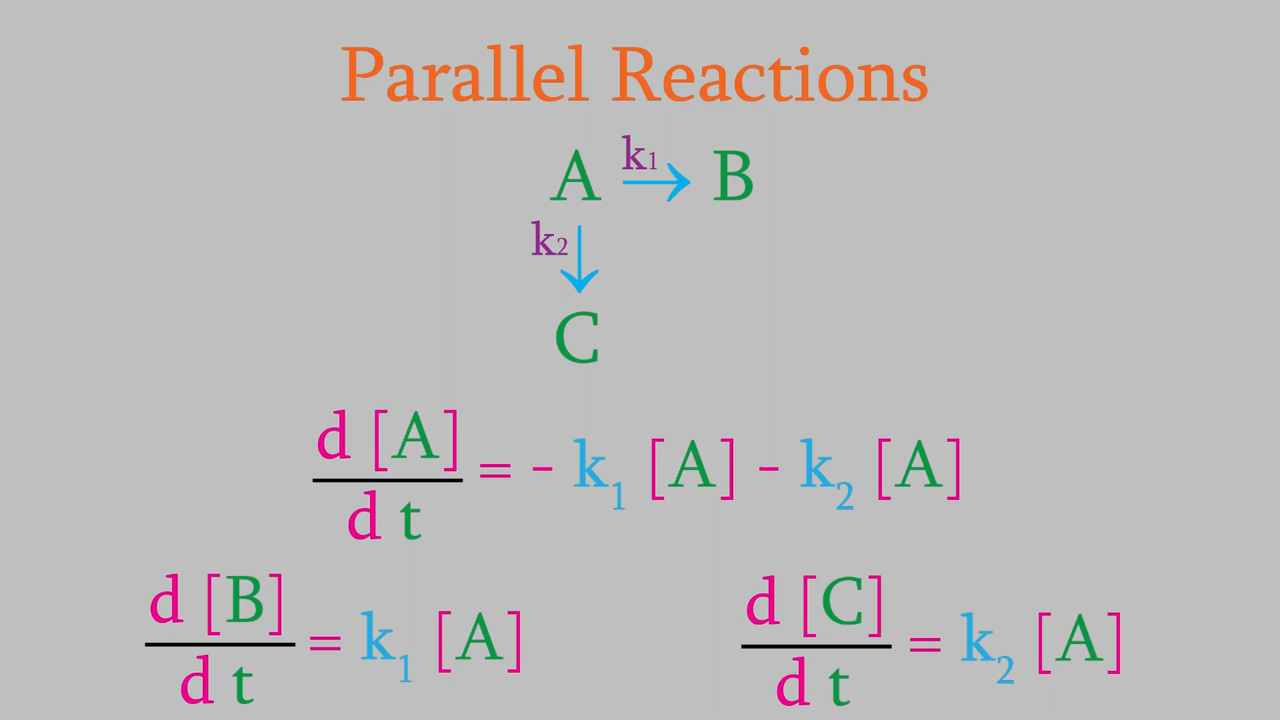 Parallel Reactions
A k₁ → B
k₂ ↓
C
d [A] / d t = - k₁ [A] - k₂ [A]
d [B] / d t = k₁ [A]
d [C] / d t = k₂ [A]